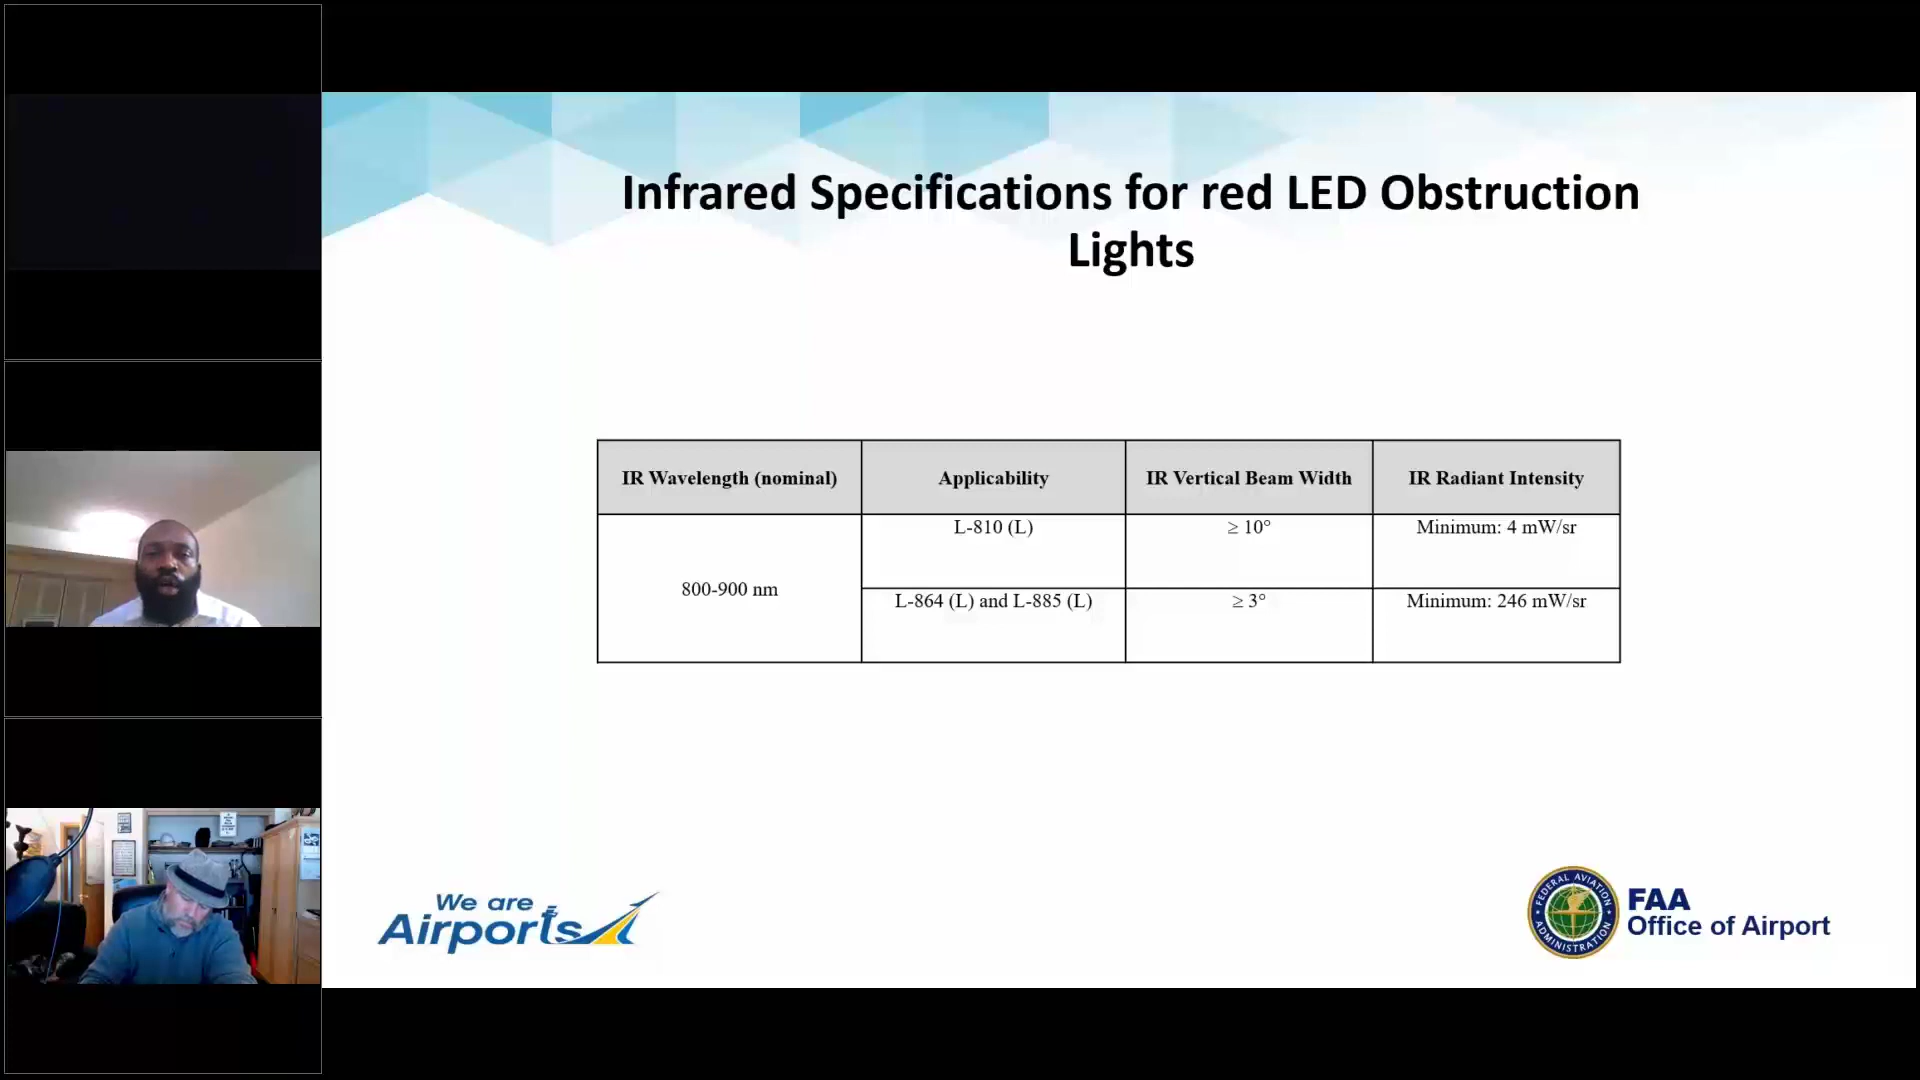 Infrared Specifications for red LED Obstruction
Lights
IR Wavelength (nominal) Applicability IR Vertical Beam Width IR Radiant Intensity
L-810 (L) ≥ 10° Minimum: 4 mW/sr
800-900 nm
L-864 (L) and L-885 (L) ≥ 3° Minimum: 246 mW/sr
We are
Airports
FEDERAL AVIATION
ADMINISTRATION
FAA
Office of Airport